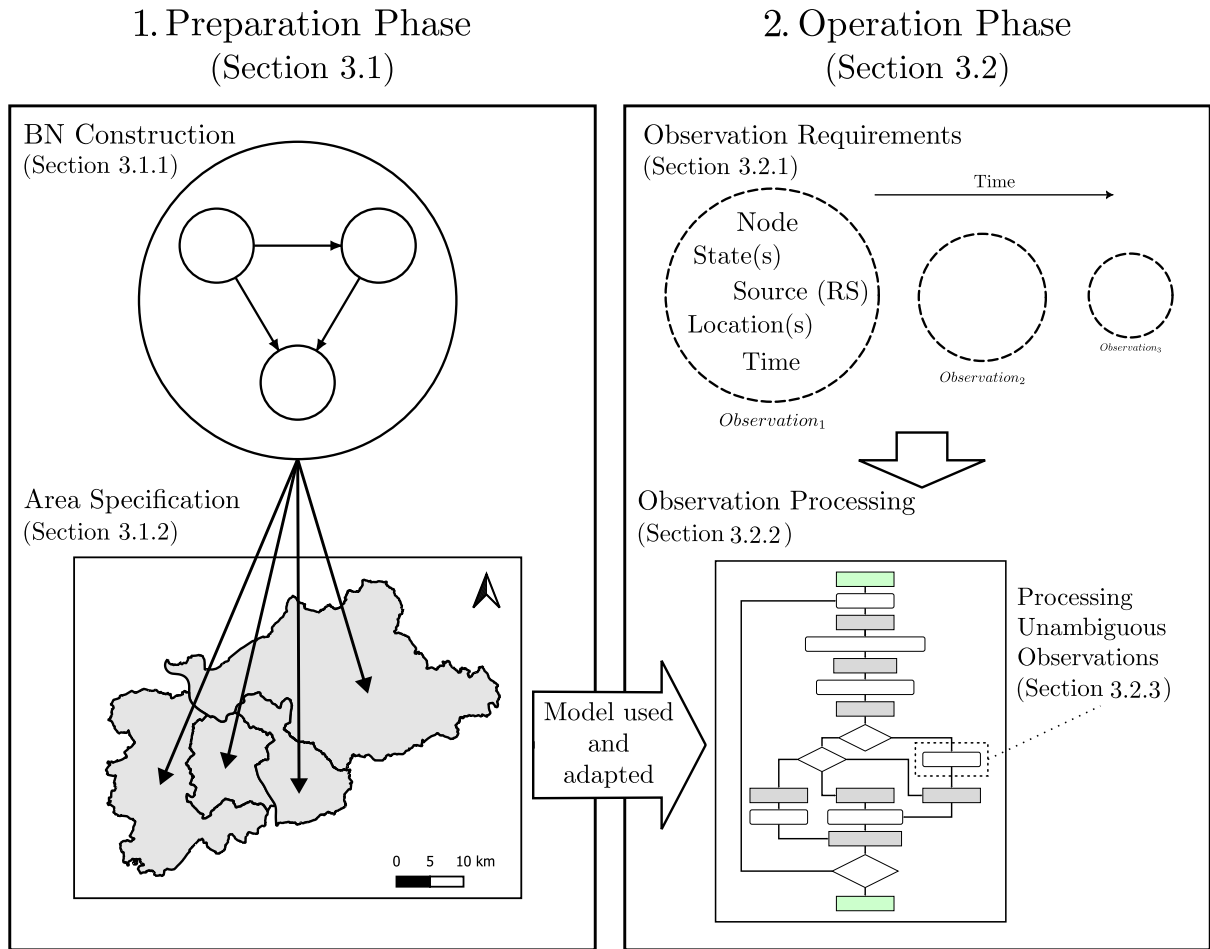 1. Preparation Phase
(Section 3.1)
BN Construction
(Section 3.1.1)
Area Specification
(Section 3.1.2)
0 5 10 km
Model used
and
adapted
2. Operation Phase
(Section 3.2)
Observation Requirements
(Section 3.2.1)
Time
Node
State(s)
Source (RS)
Location(s)
Time
Observation₁
Observation₂
Observation₃
Observation Processing
(Section 3.2.2)
Processing
Unambiguous
Observations
(Section 3.2.3)